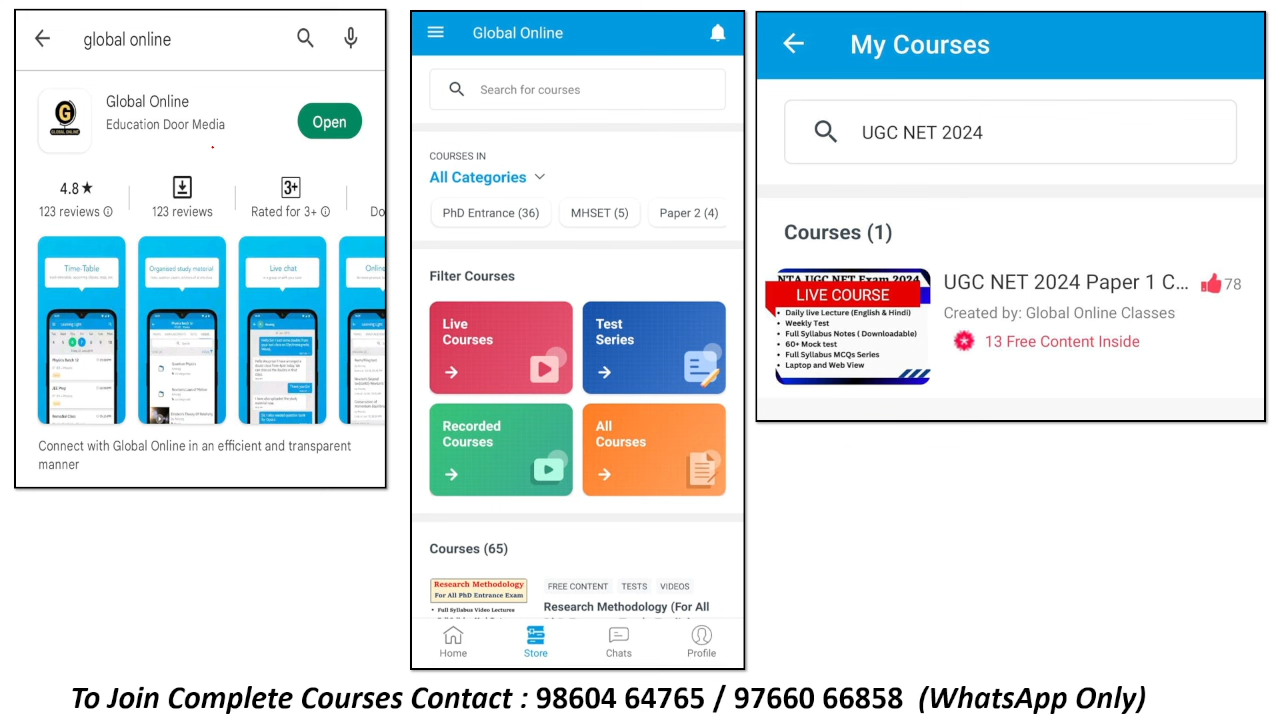 global online
G
GLOBAL ONLINE
Global Online
Education Door Media
Open
4.8★
123 reviews
123 reviews
3+
Rated for 3+
Do
Time-Table
Organised study material
Live chat
Online
Connect with Global Online in an efficient and transparent
manner
Global Online
Search for courses
COURSES IN
All Categories
PhD Entrance (36)
MHSET (5)
Paper 2 (4)
Filter Courses
Live
Courses
Test
Series
Recorded
Courses
All
Courses
Courses (65)
Research Methodology
For All PhD Entrance Exam
• Full Syllabus Video Lectures
FREE CONTENT TESTS VIDEOS
Research Methodology (For All
Home
Store
Chats
Profile
My Courses
UGC NET 2024
Courses (1)
NTA UGC NET Exam 2024
LIVE COURSE
• Daily live Lecture (English & Hindi)
• Weekly Test
• Full Syllabus Notes ( Downloadable)
• 60+ Mock test
• Full Syllabus MCQs Series
• Laptop and Web View
UGC NET 2024 Paper 1 C...
78
Created by: Global Online Classes
13 Free Content Inside
To Join Complete Courses Contact : 98604 64765 / 97660 66858 (WhatsApp Only)